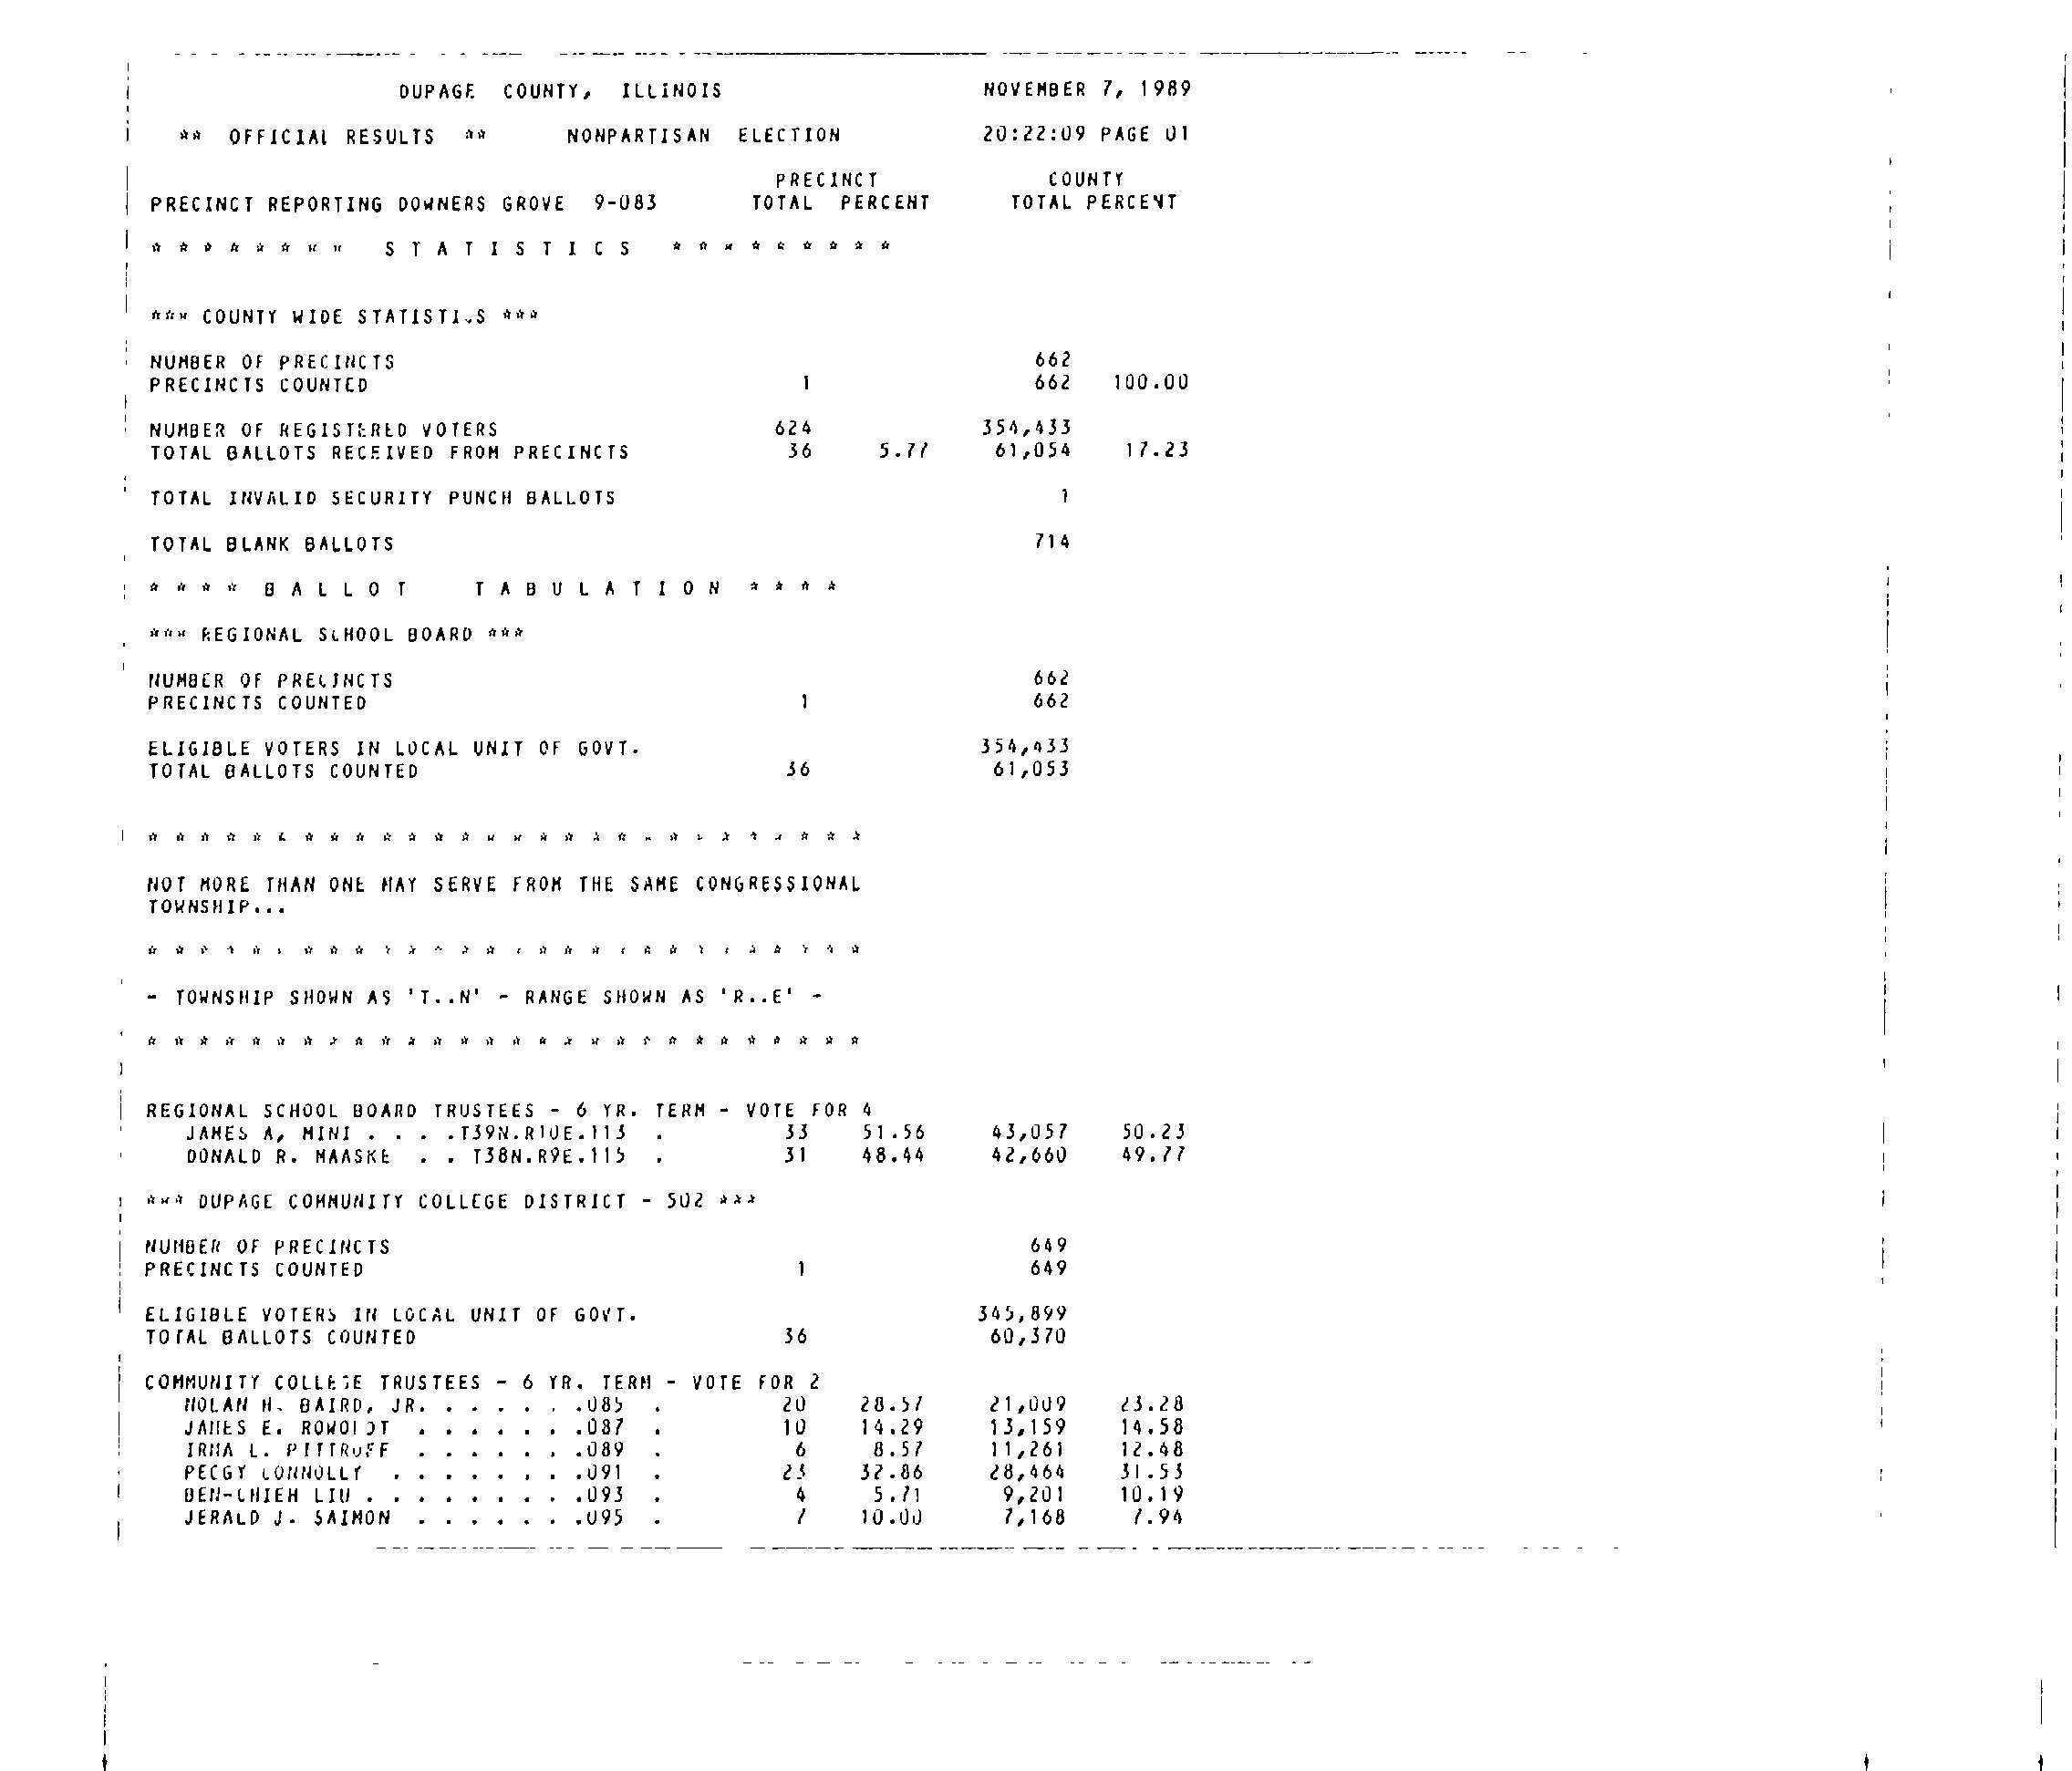 DUPAGE COUNTY, ILLINOIS NOVEMBER 7, 1989
** OFFICIAL RESULTS ** NONPARTISAN ELECTION 20:22:09 PAGE 01
PRECINCT COUNTY
PRECINCT REPORTING DOWNERS GROVE 9-083 TOTAL PERCENT TOTAL PERCENT
* * * * * * * * S T A T I S T I C S * * * * * * * * *
*** COUNTY WIDE STATISTICS ***
NUMBER OF PRECINCTS 662
PRECINCTS COUNTED 1 662 100.00
NUMBER OF REGISTERED VOTERS 624 354,433
TOTAL BALLOTS RECEIVED FROM PRECINCTS 36 5.77 61,054 17.23
TOTAL INVALID SECURITY PUNCH BALLOTS 1
TOTAL BLANK BALLOTS 714
* * * * B A L L O T T A B U L A T I O N * * * *
*** REGIONAL SCHOOL BOARD ***
NUMBER OF PRECINCTS 662
PRECINCTS COUNTED 1 662
ELIGIBLE VOTERS IN LOCAL UNIT OF GOVT. 354,433
TOTAL BALLOTS COUNTED 36 61,053
* * * * * * * * * * * * * * * * * * * * * * * * * * * *
NOT MORE THAN ONE MAY SERVE FROM THE SAME CONGRESSIONAL
TOWNSHIP...
* * * * * * * * * * * * * * * * * * * * * * * * * * * *
- TOWNSHIP SHOWN AS 'T..N' - RANGE SHOWN AS 'R..E' -
* * * * * * * * * * * * * * * * * * * * * * * * * * * *
REGIONAL SCHOOL BOARD TRUSTEES - 6 YR. TERM - VOTE FOR 4
JAMES A, MINI . . . .T39N.R10E.113 . 33 51.56 43,057 50.23
DONALD R. MAASKE . . T38N.R9E.115 . 31 48.44 42,660 49.77
*** DUPAGE COMMUNITY COLLEGE DISTRICT - 502 ***
NUMBER OF PRECINCTS 649
PRECINCTS COUNTED 1 649
ELIGIBLE VOTERS IN LOCAL UNIT OF GOVT. 345,899
TOTAL BALLOTS COUNTED 36 60,370
COMMUNITY COLLEGE TRUSTEES - 6 YR. TERM - VOTE FOR 2
NOLAN H. BAIRD, JR. . . . . . .085 . 20 28.57 21,009 23.28
JAMES E. ROWOLDT . . . . . . .087 . 10 14.29 13,159 14.58
IRMA L. PITTROFF . . . . . . .089 . 6 8.57 11,261 12.48
PEGGY CONNOLLY . . . . . . . .091 . 23 32.86 28,464 31.53
BEN-CHIEH LIU . . . . . . . . .093 . 4 5.71 9,201 10.19
JERALD J. SAIMON . . . . . . .095 . 7 10.00 7,168 7.94